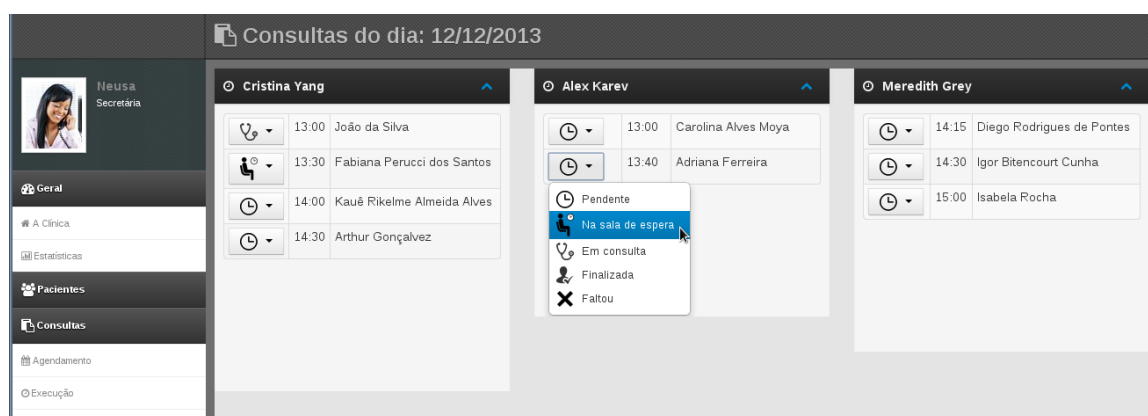 Consultas do dia: 12/12/2013
Neusa
Secretária
Geral
A Clínica
Estatísticas
Pacientes
Consultas
Agendamento
Execução
Cristina Yang
13:00 João da Silva
13:30 Fabiana Perucci dos Santos
14:00 Kauê Rikelme Almeida Alves
14:30 Arthur Gonçalvez
Alex Karev
13:00 Carolina Alves Moya
13:40 Adriana Ferreira
Pendente
Na sala de espera
Em consulta
Finalizada
Faltou
Meredith Grey
14:15 Diego Rodrigues de Pontes
14:30 Igor Bitencourt Cunha
15:00 Isabela Rocha